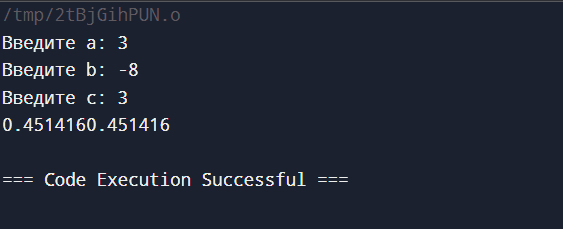 /tmp/2tBjGihPUN.o
Введите a: 3
Введите b: -8
Введите c: 3
0.4514160.451416
=== Code Execution Successful ===